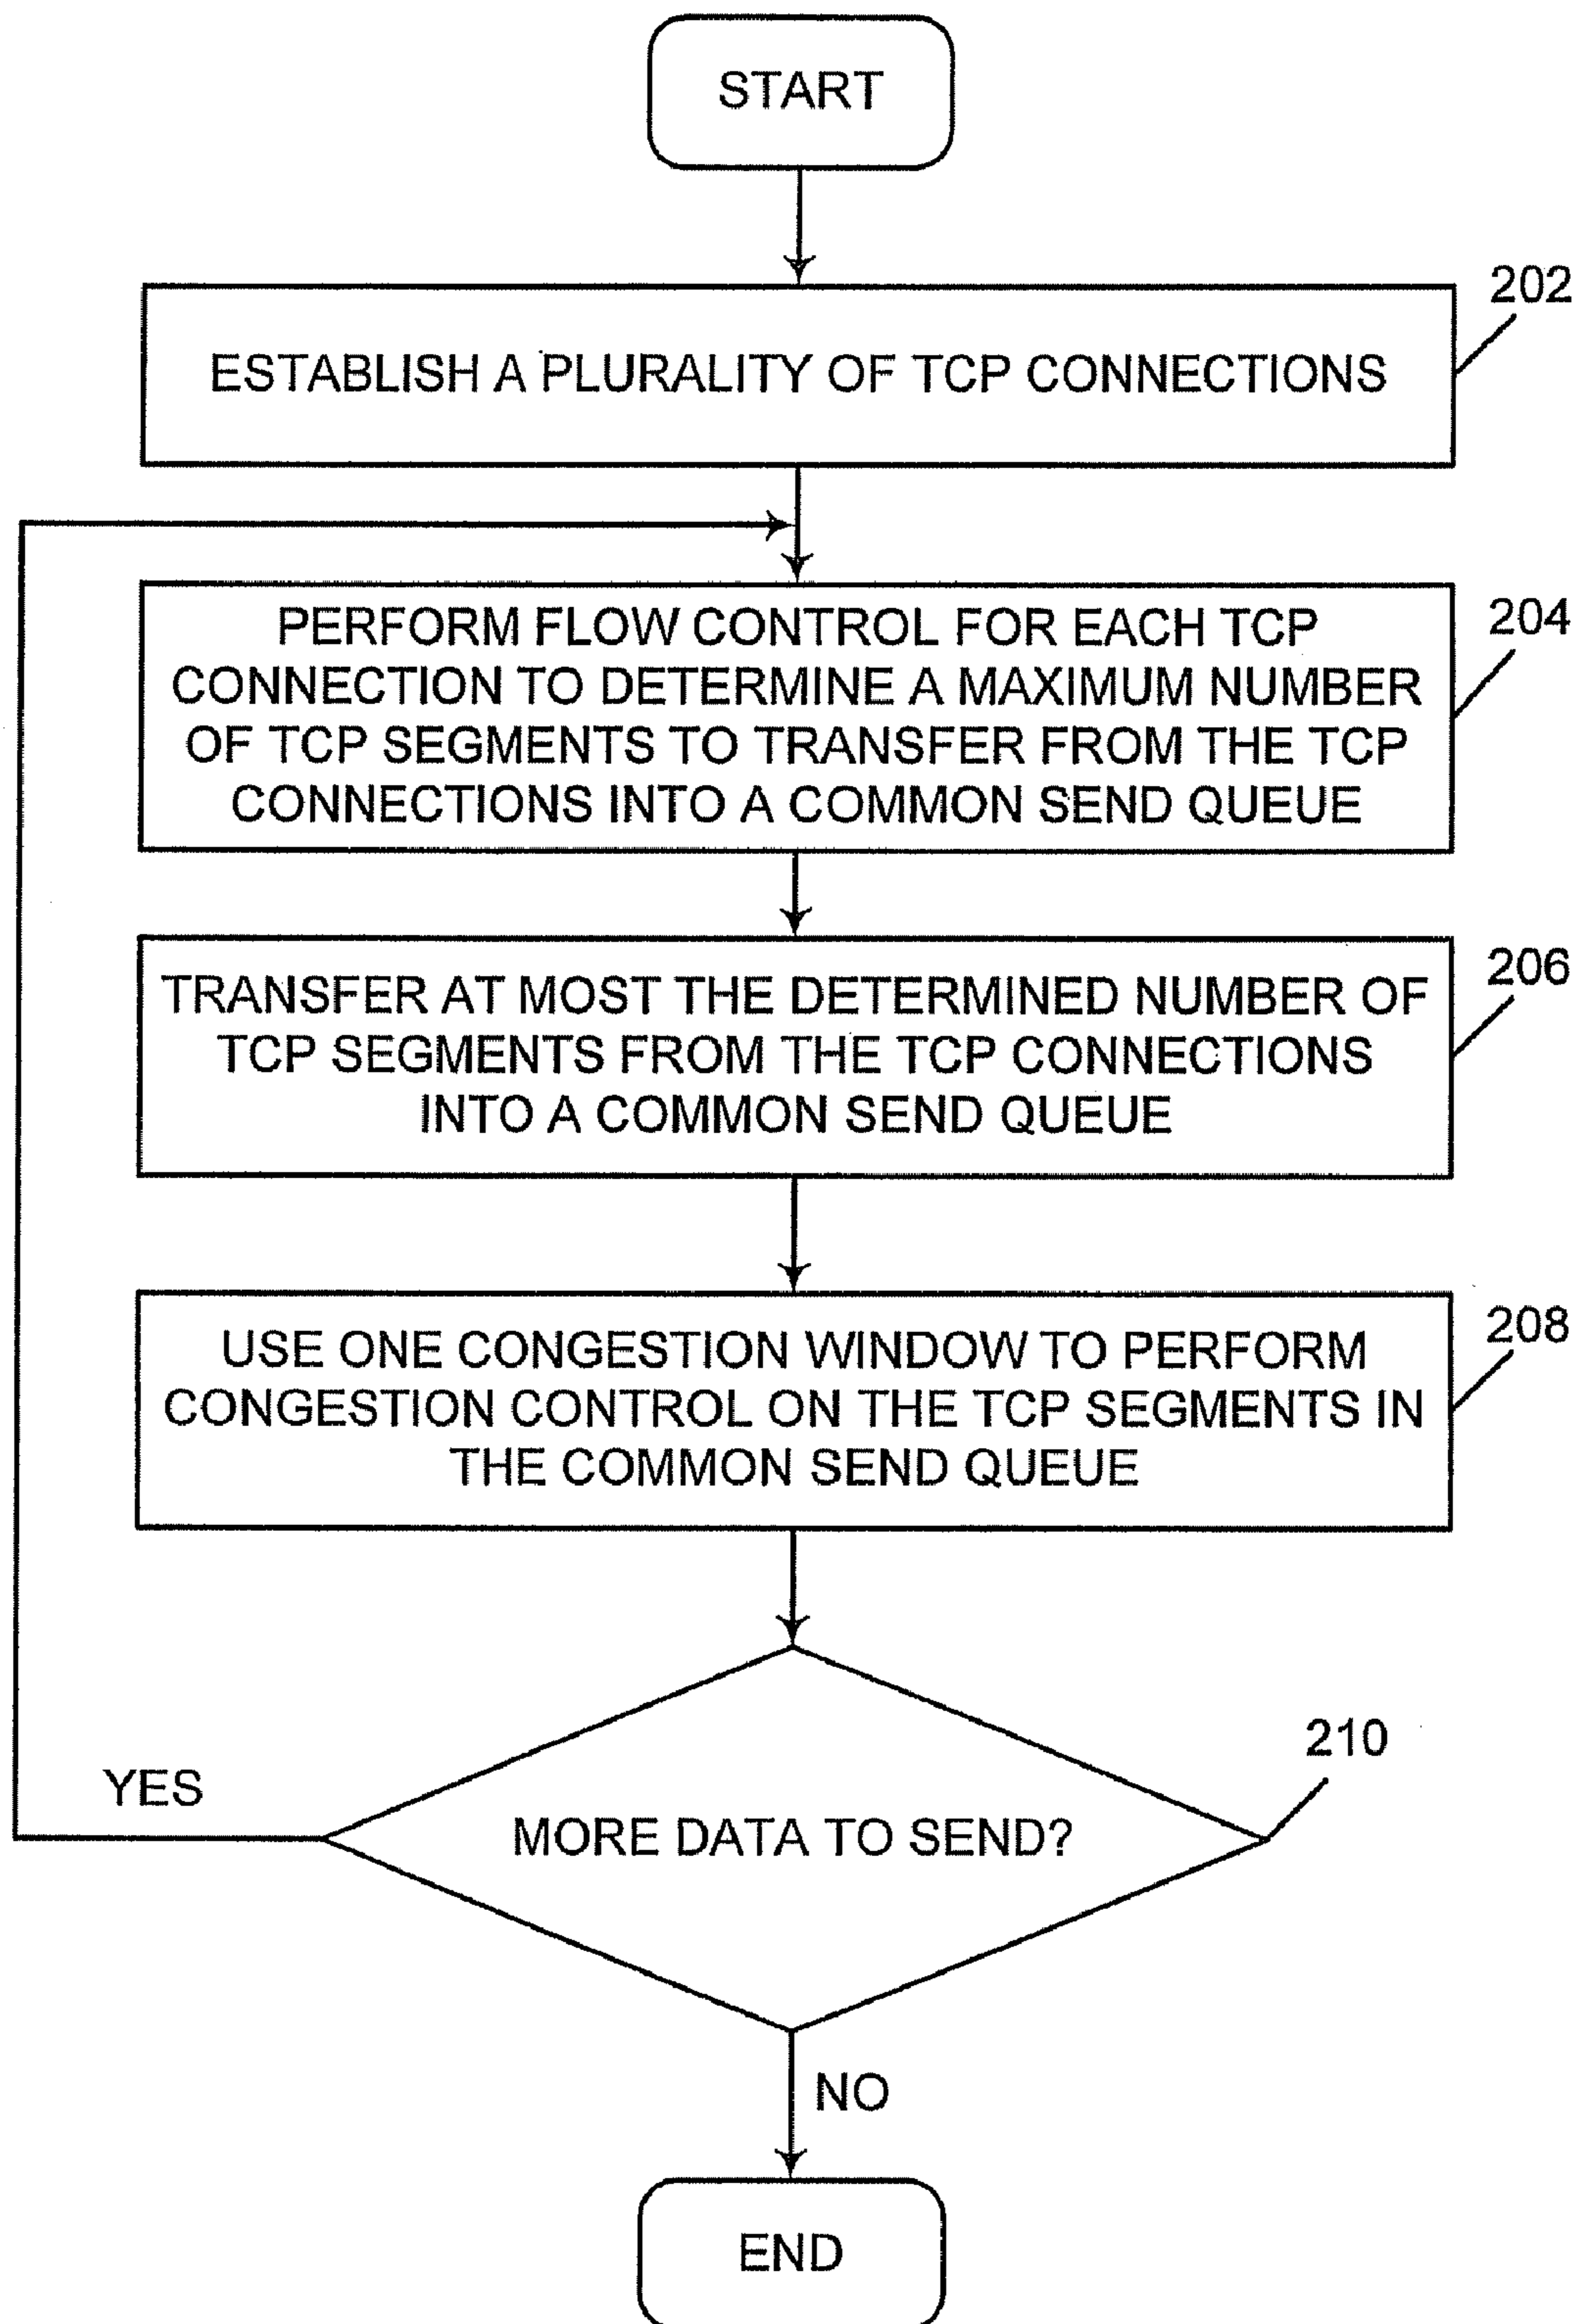 START
202
ESTABLISH A PLURALITY OF TCP CONNECTIONS
204
PERFORM FLOW CONTROL FOR EACH TCP
CONNECTION TO DETERMINE A MAXIMUM NUMBER
OF TCP SEGMENTS TO TRANSFER FROM THE TCP
CONNECTIONS INTO A COMMON SEND QUEUE
206
TRANSFER AT MOST THE DETERMINED NUMBER OF
TCP SEGMENTS FROM THE TCP CONNECTIONS
INTO A COMMON SEND QUEUE
208
USE ONE CONGESTION WINDOW TO PERFORM
CONGESTION CONTROL ON THE TCP SEGMENTS IN
THE COMMON SEND QUEUE
210
YES
MORE DATA TO SEND?
NO
END